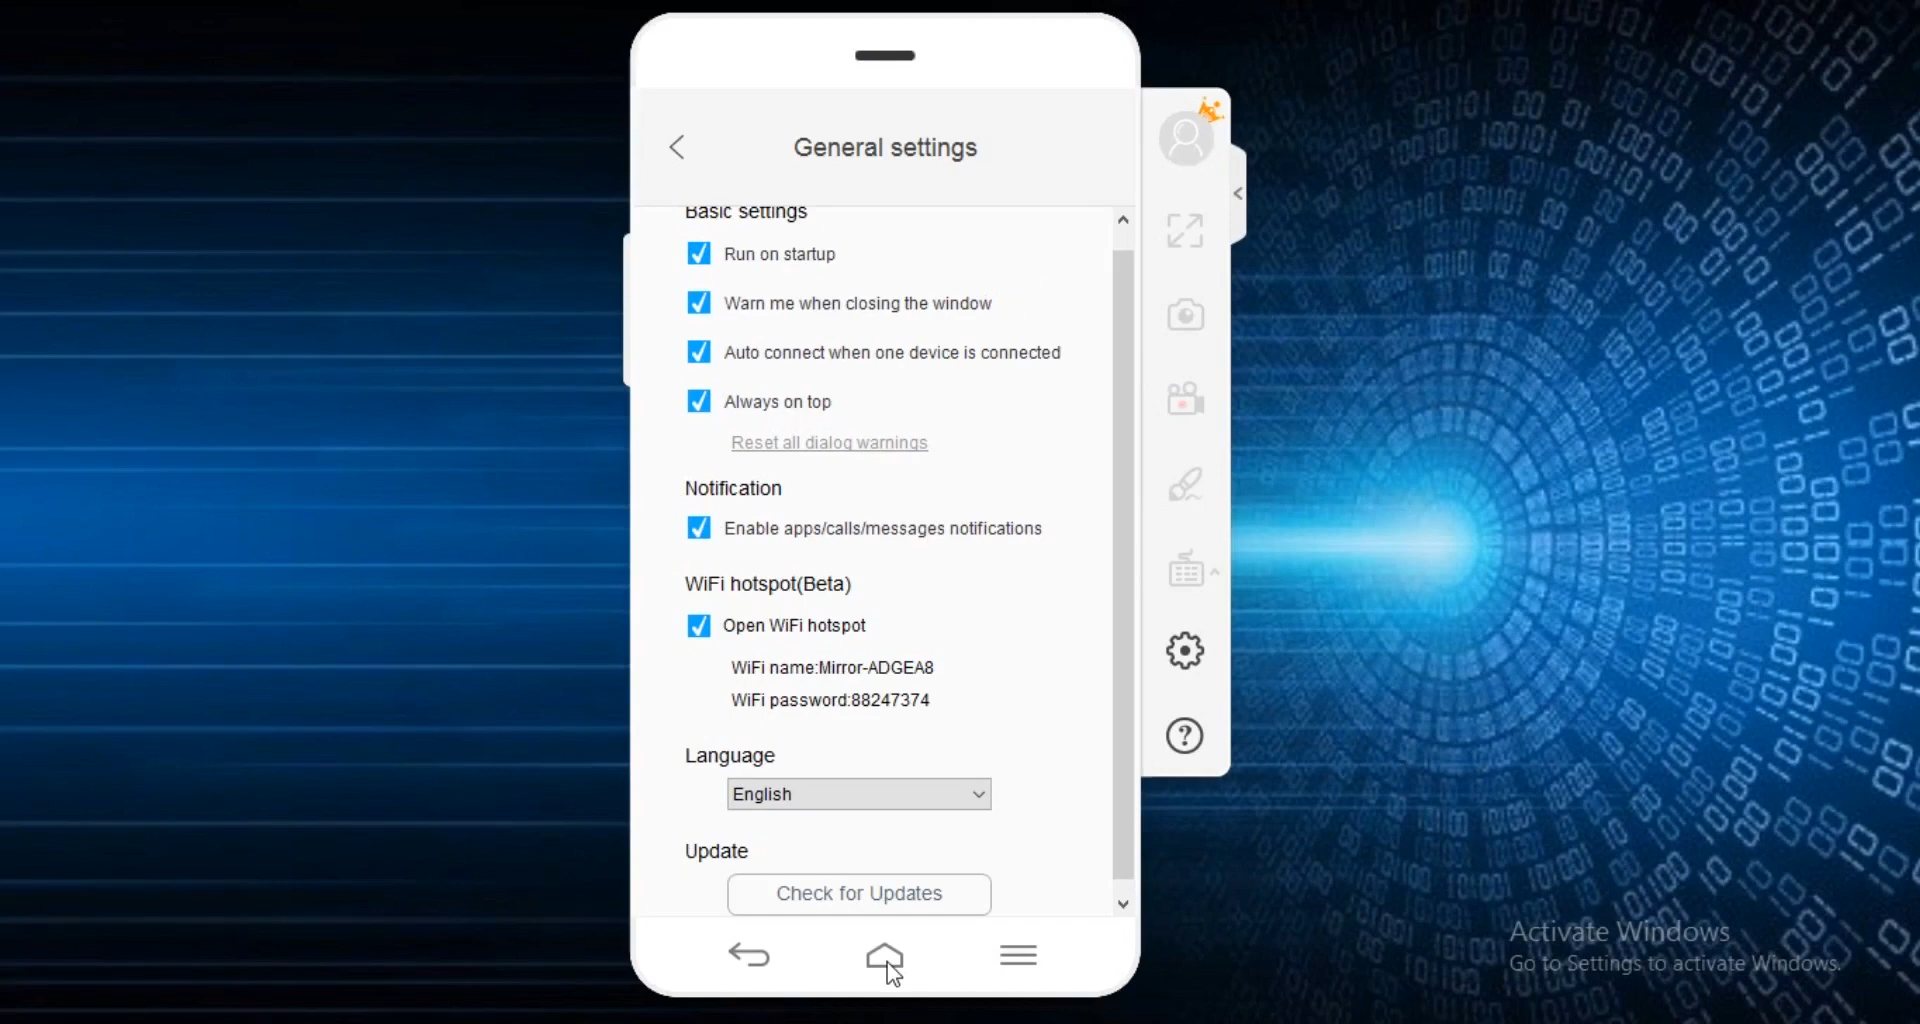 General settings
Basic settings
Run on startup
Warn me when closing the window
Auto connect when one device is connected
Always on top
Reset all dialog warnings
Notification
Enable apps/calls/messages notifications
WiFi hotspot(Beta)
Open WiFi hotspot
WiFi name:Mirror-ADGEA8
WiFi password:88247374
Language
English
Update
Check for Updates
Activate Windows
Go to Settings to activate Windows.